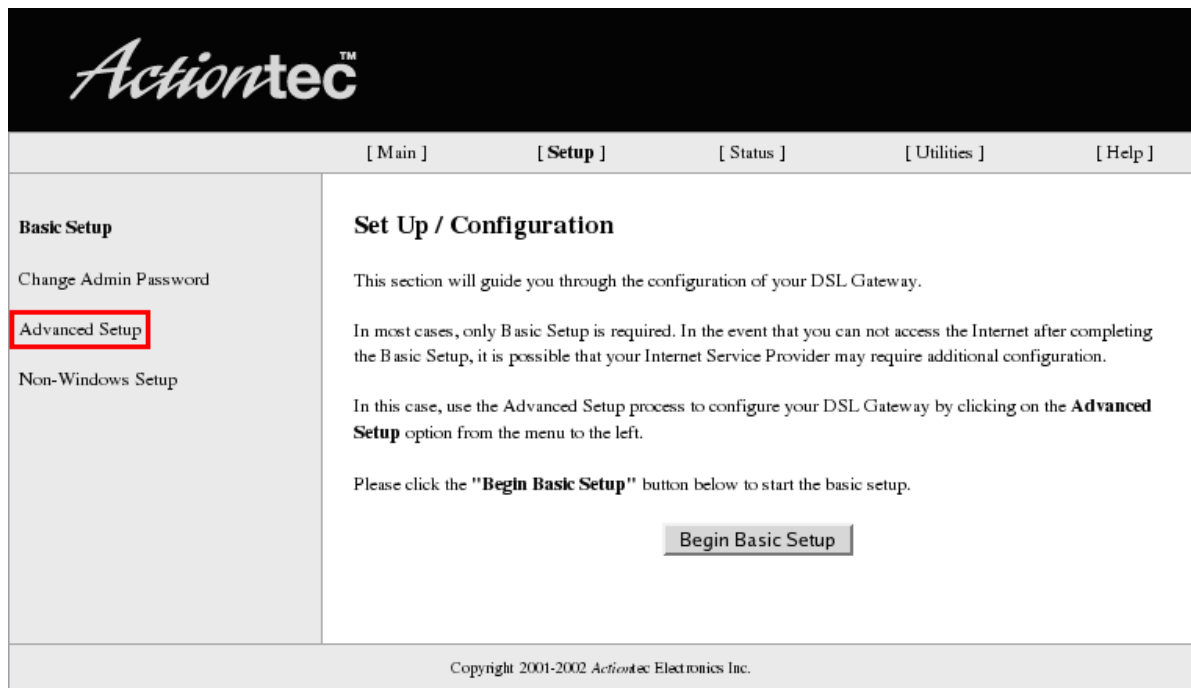 Actiontec™
[ Main ] [ Setup ] [ Status ] [ Utilities ] [ Help ]
Basic Setup
Change Admin Password
Advanced Setup
Non-Windows Setup
Set Up / Configuration
This section will guide you through the configuration of your DSL Gateway.
In most cases, only Basic Setup is required. In the event that you can not access the Internet after completing
the Basic Setup, it is possible that your Internet Service Provider may require additional configuration.
In this case, use the Advanced Setup process to configure your DSL Gateway by clicking on the Advanced
Setup option from the menu to the left.
Please click the "Begin Basic Setup" button below to start the basic setup.
Begin Basic Setup
Copyright 2001-2002 Actiontec Electronics Inc.